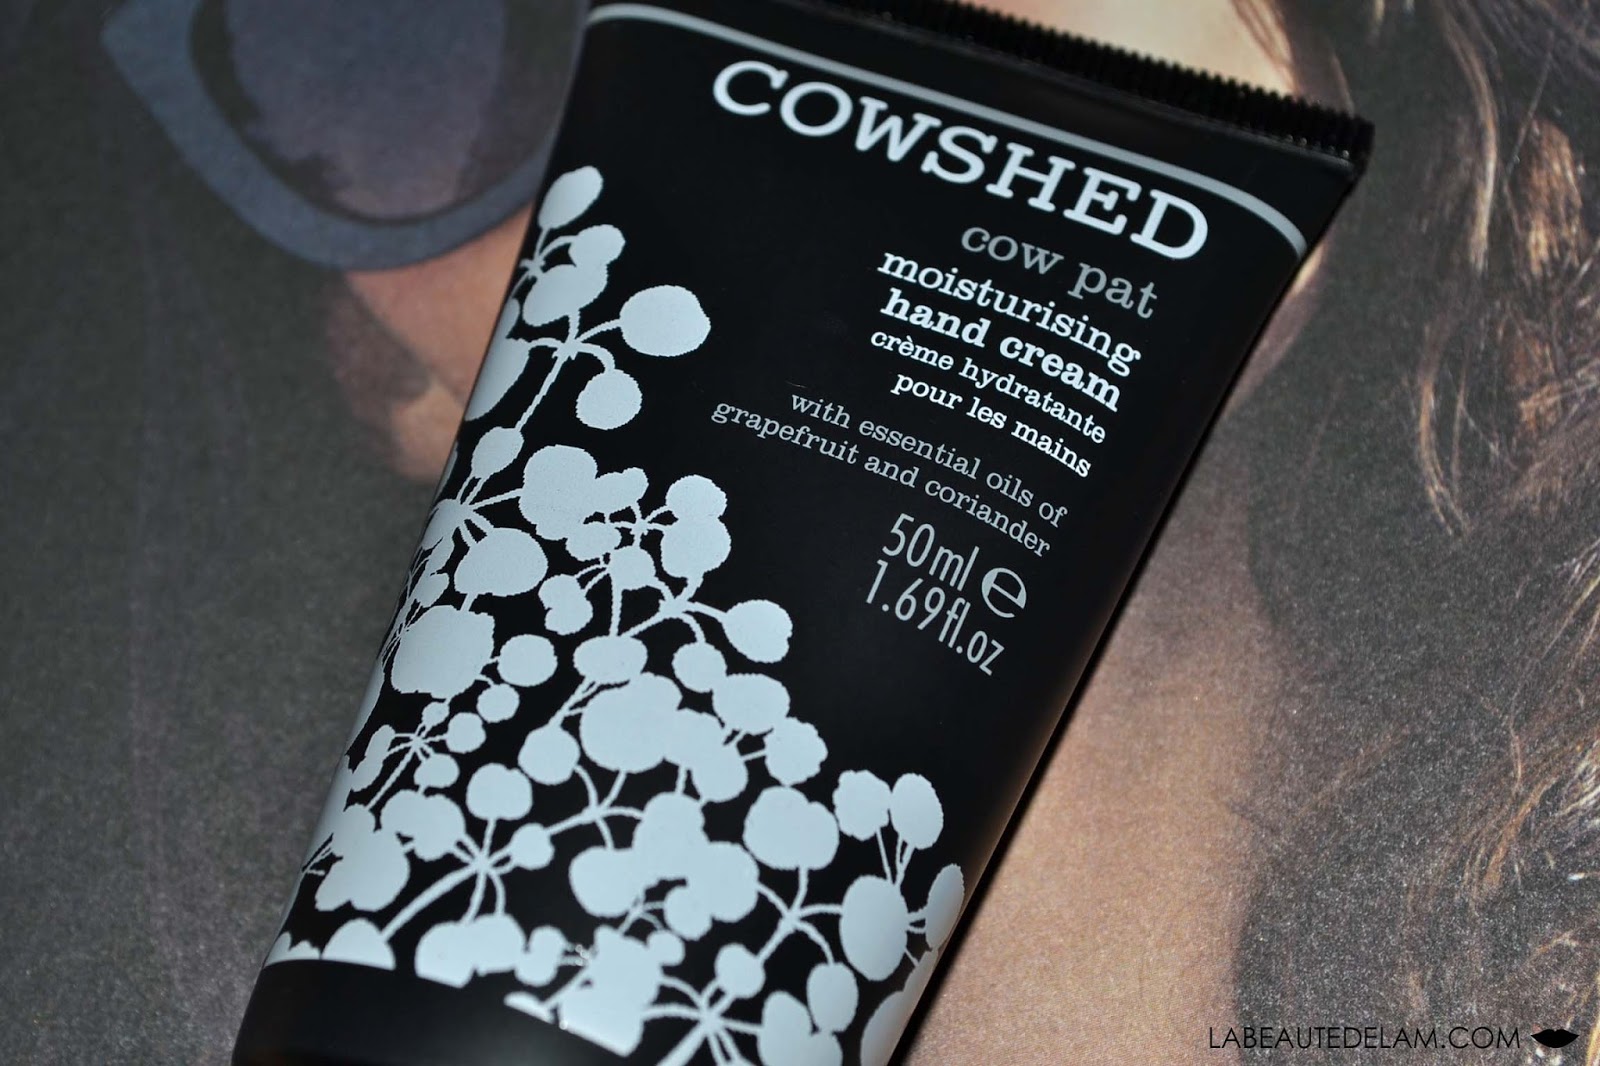 COWSHED
cow pat
moisturising
hand cream
crème hydratante
pour les mains
with essential oils of
grapefruit and coriander
50ml ℮
1.69fl.oz
LABEAUTEDELAM.COM